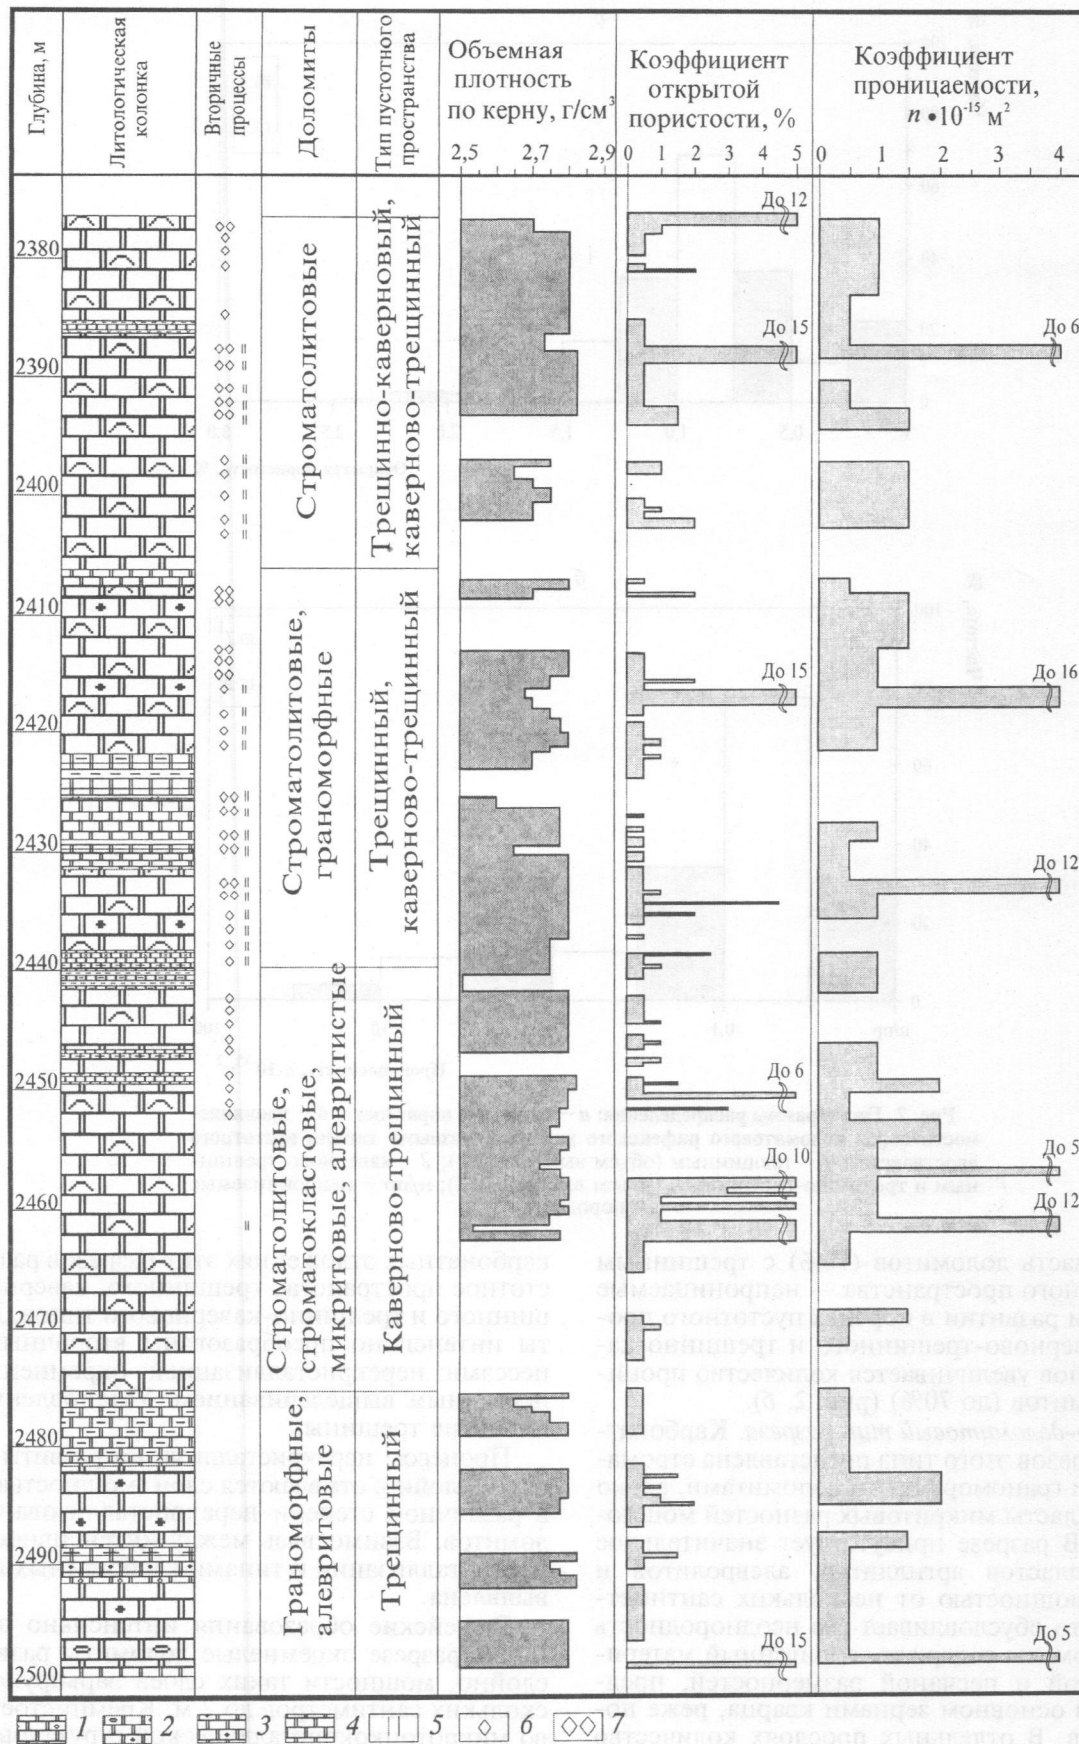 Глубина, м
Литологическая колонка
Вторичные процессы
Доломиты
Тип пустотного пространства
Объемная плотность по керну, г/см³
2,5 2,7 2,9
Коэффициент открытой пористости, %
0 1 2 3 4 5
Коэффициент проницаемости, n • 10⁻¹⁵ м²
0 1 2 3 4
2380
2390
2400
2410
2420
2430
2440
2450
2460
2470
2480
2490
2500
Строматолитовые
Трещинно-каверновый, каверново-трещинный
Строматолитовые, граноморфные
Трещинный, каверново-трещинный
Строматолитовые, строматокластовые, микритовые, алевритистые
Каверново-трещинный
Граноморфные, алевритовые
Трещинный
До 12
До 15
До 6
До 15
До 16
До 12
До 6
До 10
До 5
До 12
До 15
До 5
1 2 3 4 5 6 7